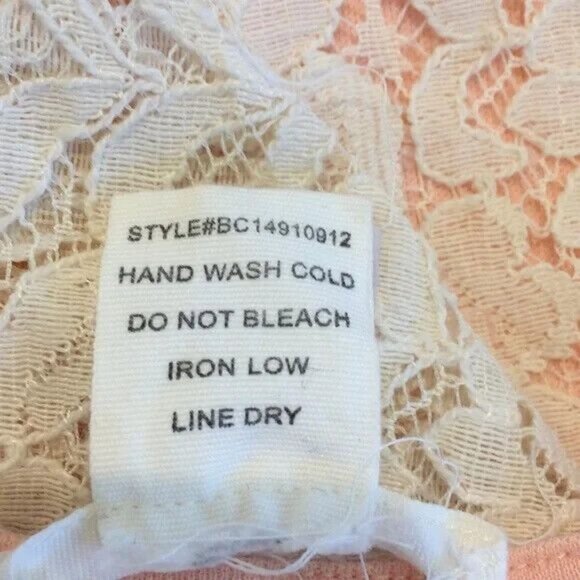 STYLE#BC14910912
HAND WASH COLD
DO NOT BLEACH
IRON LOW
LINE DRY